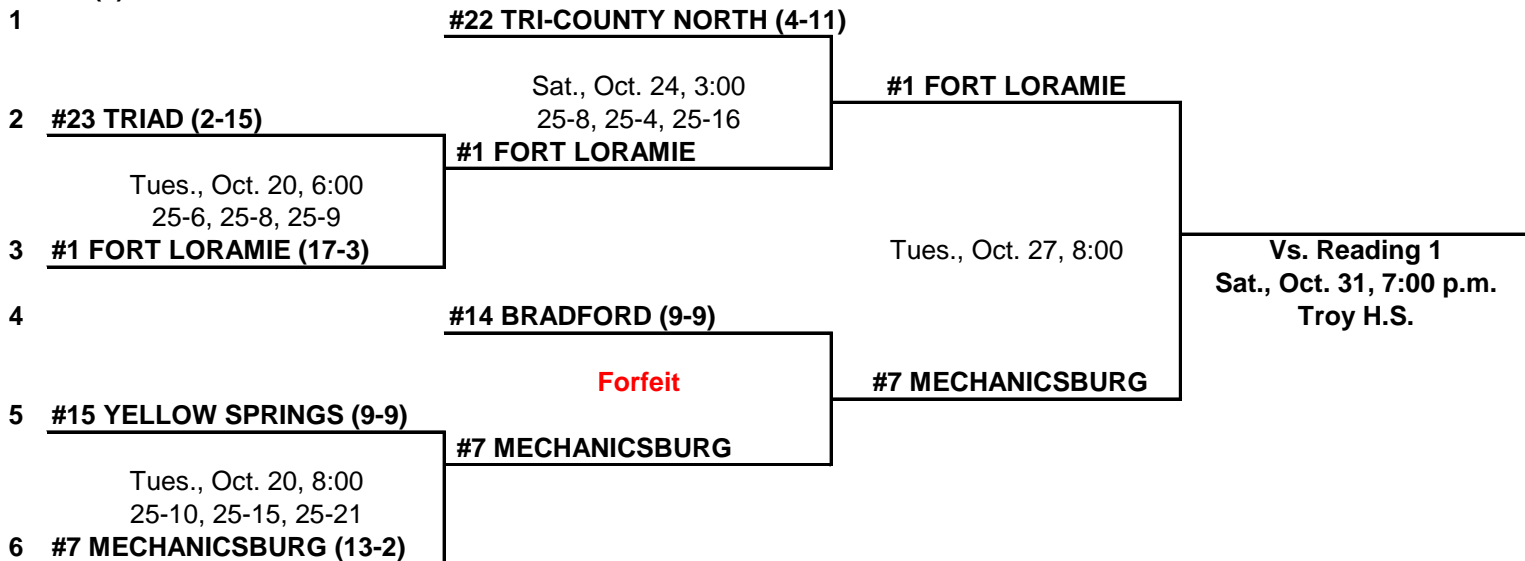 1 #22 TRI-COUNTY NORTH (4-11)
Sat., Oct. 24, 3:00
#1 FORT LORAMIE
2 #23 TRIAD (2-15)
25-8, 25-4, 25-16
#1 FORT LORAMIE
Tues., Oct. 20, 6:00
25-6, 25-8, 25-9
3 #1 FORT LORAMIE (17-3)
Tues., Oct. 27, 8:00
Vs. Reading 1
Sat., Oct. 31, 7:00 p.m.
Troy H.S.
4 #14 BRADFORD (9-9)
Forfeit
#7 MECHANICSBURG
5 #15 YELLOW SPRINGS (9-9)
#7 MECHANICSBURG
Tues., Oct. 20, 8:00
25-10, 25-15, 25-21
6 #7 MECHANICSBURG (13-2)